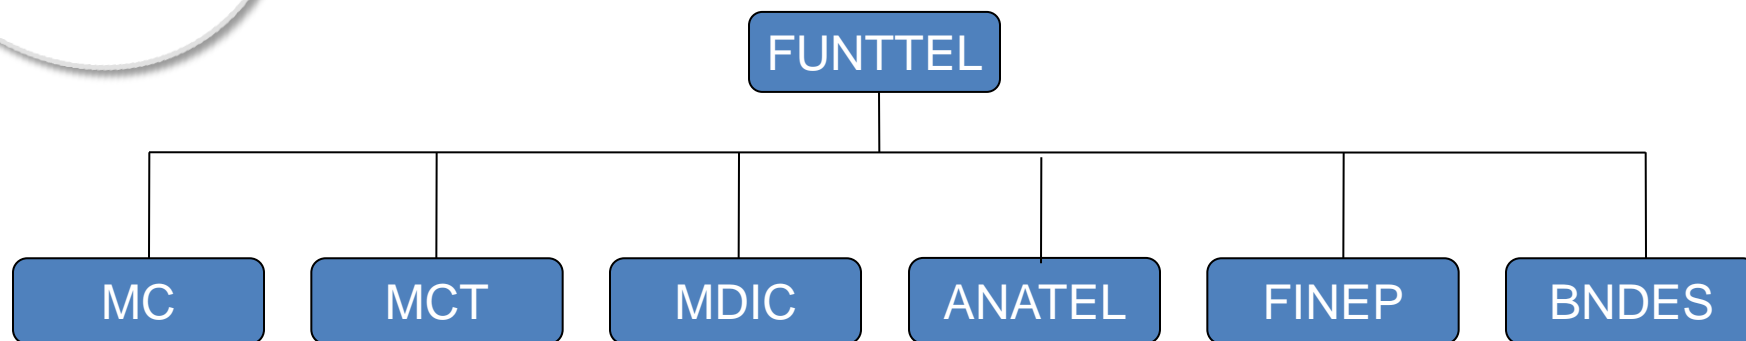 FUNTTEL
MC
MCT
MDIC
ANATEL
FINEP
BNDES